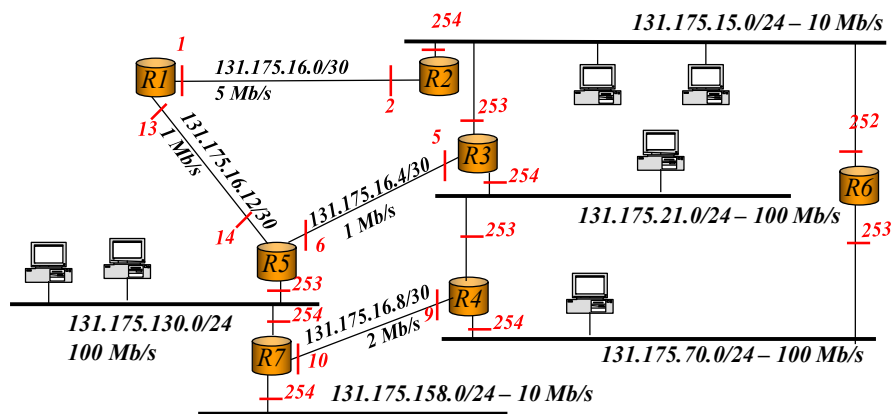 254
131.175.15.0/24 – 10 Mb/s
1
R1
131.175.16.0/30
5 Mb/s
2
R2
13
131.175.16.12/30
1 Mb/s
14
253
5
R3
254
252
R6
253
131.175.16.4/30
1 Mb/s
6
131.175.21.0/24 – 100 Mb/s
R5
253
253
R4
254
131.175.130.0/24
100 Mb/s
254
R7
10
254
131.175.16.8/30
2 Mb/s
9
131.175.70.0/24 – 100 Mb/s
131.175.158.0/24 – 10 Mb/s